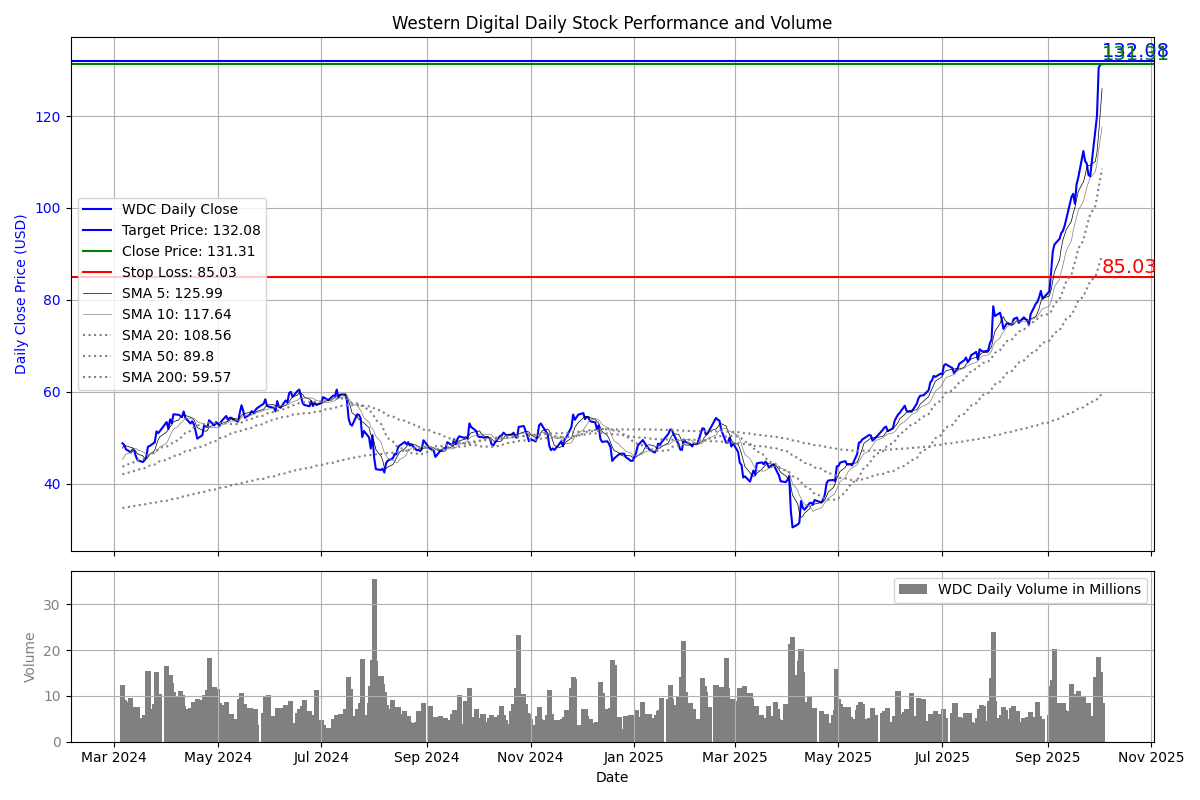 Western Digital Daily Stock Performance and Volume
132.08
131.31
120
100
80
60
40
Daily Close Price (USD)
WDC Daily Close
Target Price: 132.08
Close Price: 131.31
Stop Loss: 85.03
SMA 5: 125.99
SMA 10: 117.64
SMA 20: 108.56
SMA 50: 89.8
SMA 200: 59.57
85.03
30
20
10
0
Volume
WDC Daily Volume in Millions
Mar 2024 May 2024 Jul 2024 Sep 2024 Nov 2024 Jan 2025 Mar 2025 May 2025 Jul 2025 Sep 2025 Nov 2025
Date